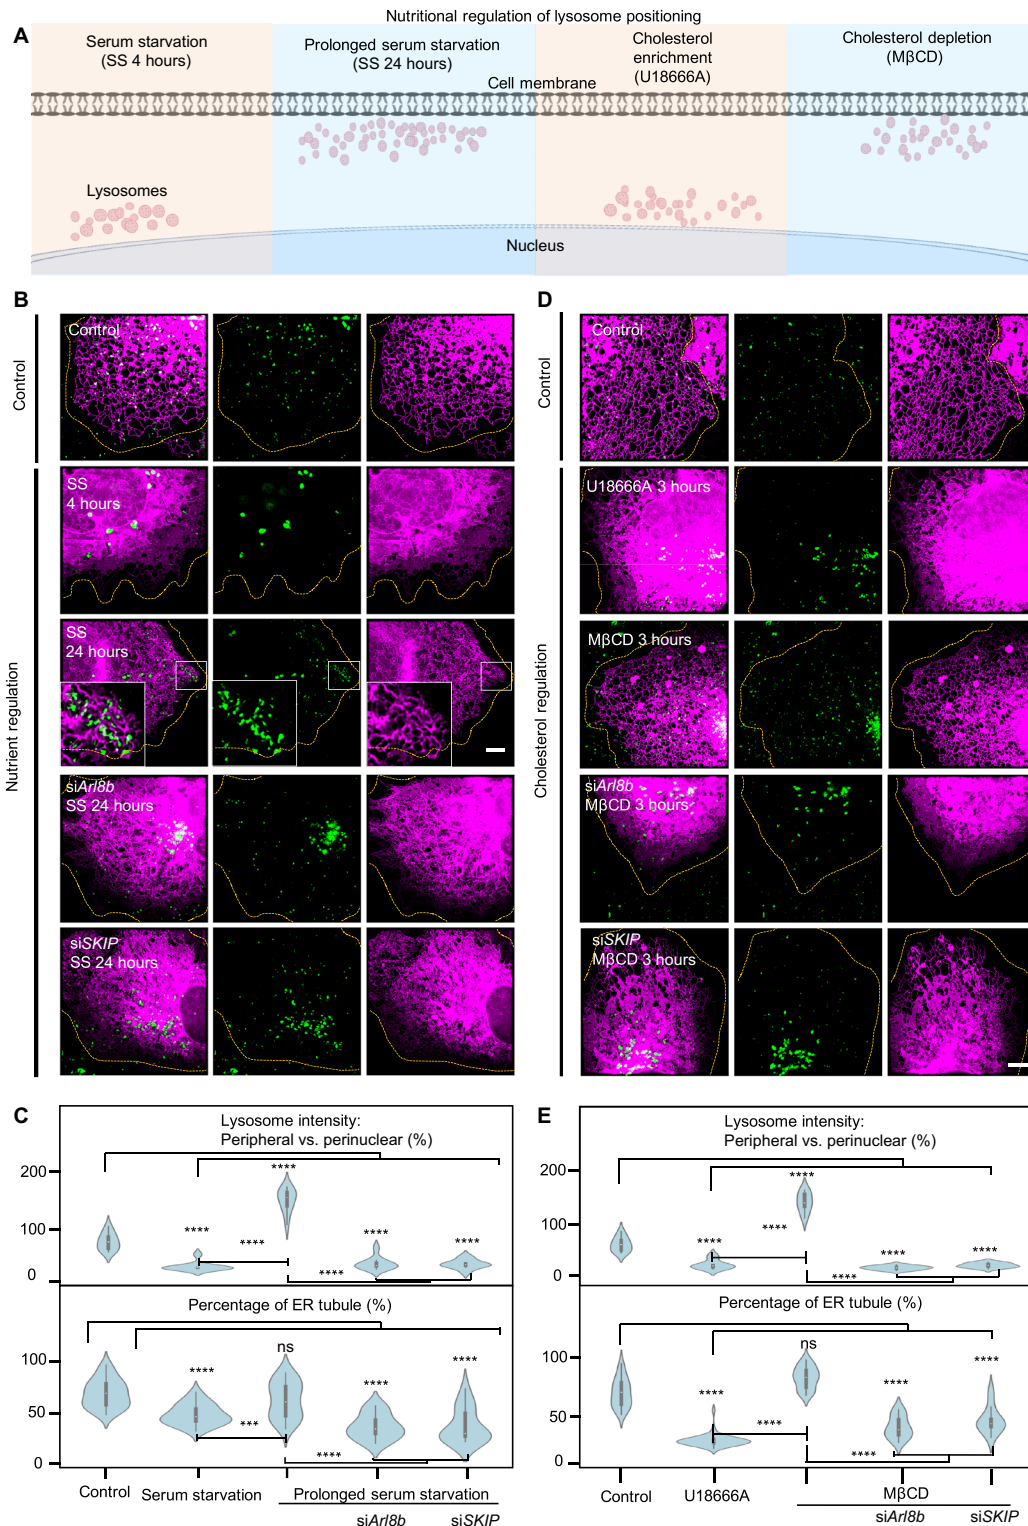 Nutritional regulation of lysosome positioning
A
Serum starvation
(SS 4 hours)
Prolonged serum starvation
(SS 24 hours)
Cholesterol
enrichment
(U18666A)
Cholesterol depletion
(MβCD)
Cell membrane
Lysosomes
Nucleus
B
Control
Nutrient regulation
Control
SS
4 hours
SS
24 hours
siArl8b
SS 24 hours
siSKIP
SS 24 hours
D
Control
Cholesterol regulation
Control
U18666A 3 hours
MβCD 3 hours
siArl8b
MβCD 3 hours
siSKIP
MβCD 3 hours
C
Lysosome intensity:
Peripheral vs. perinuclear (%)
200
100
0
****
****
****
****
****
****
Percentage of ER tubule (%)
100
50
0
ns
****
****
****
***
****
Control
Serum starvation
Prolonged serum starvation
siArl8b
siSKIP
E
Lysosome intensity:
Peripheral vs. perinuclear (%)
200
100
0
****
****
****
****
****
****
Percentage of ER tubule (%)
100
50
0
ns
****
****
****
****
****
Control
U18666A
MβCD
siArl8b
siSKIP